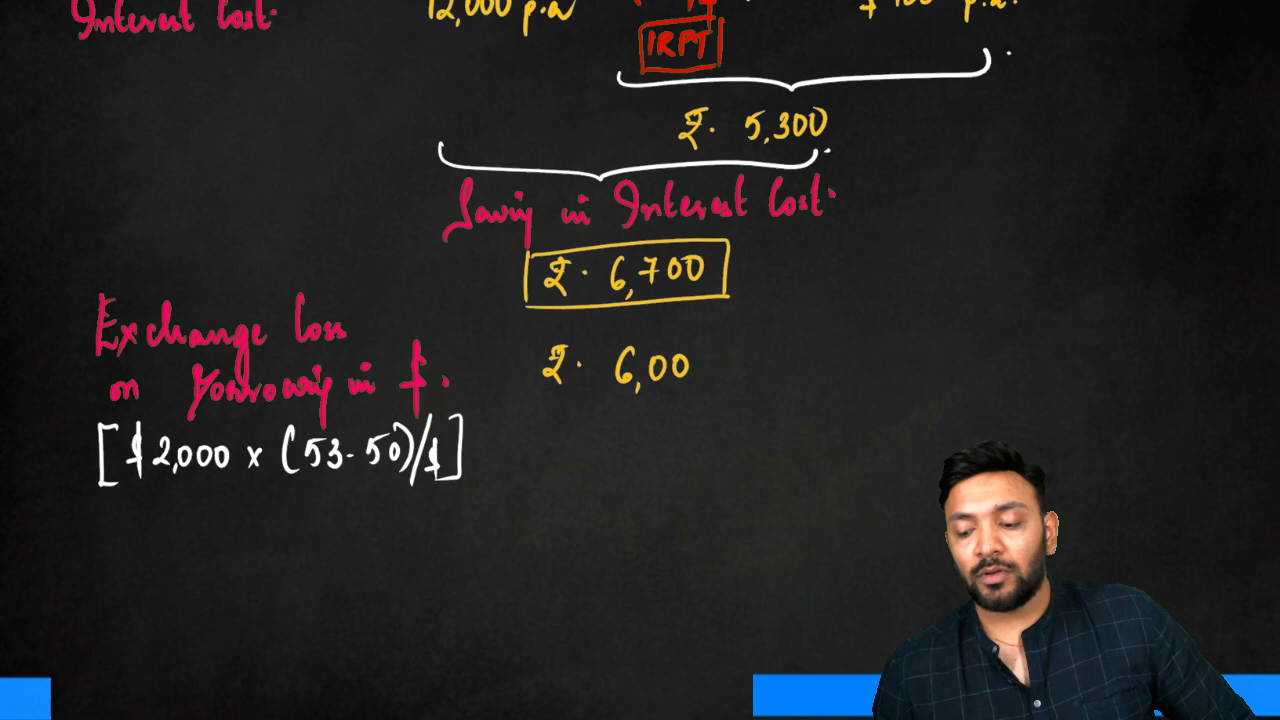 Interest Cost.
12,000 p.a
$ 100 p.a.
IRPT
₹. 5,300
Saving in Interest Cost.
₹. 6,700
Exchange loss
on borrowing in $.
₹. 6,00
[$2,000 x (53-50)/$]